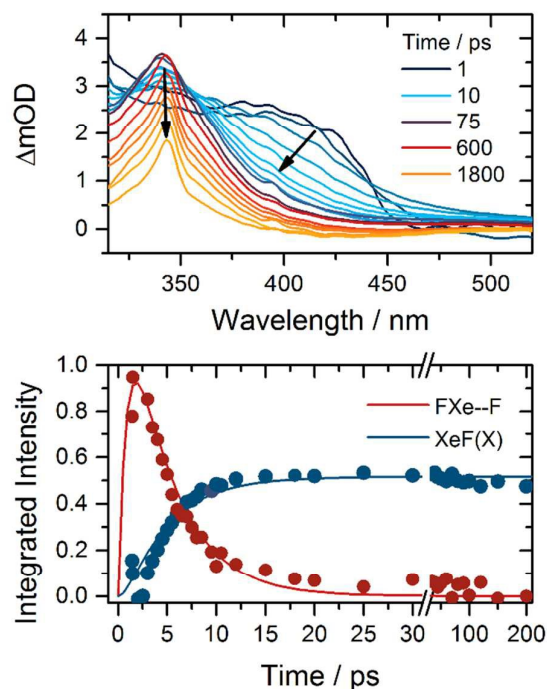 Time / ps
1
10
75
600
1800
4
3
2
1
0
ΔmOD
350 400 450 500
Wavelength / nm
1.0
0.8
0.6
0.4
0.2
0.0
Integrated Intensity
FXe--F
XeF(X)
0 5 10 15 20 25 30 100 150 200
Time / ps